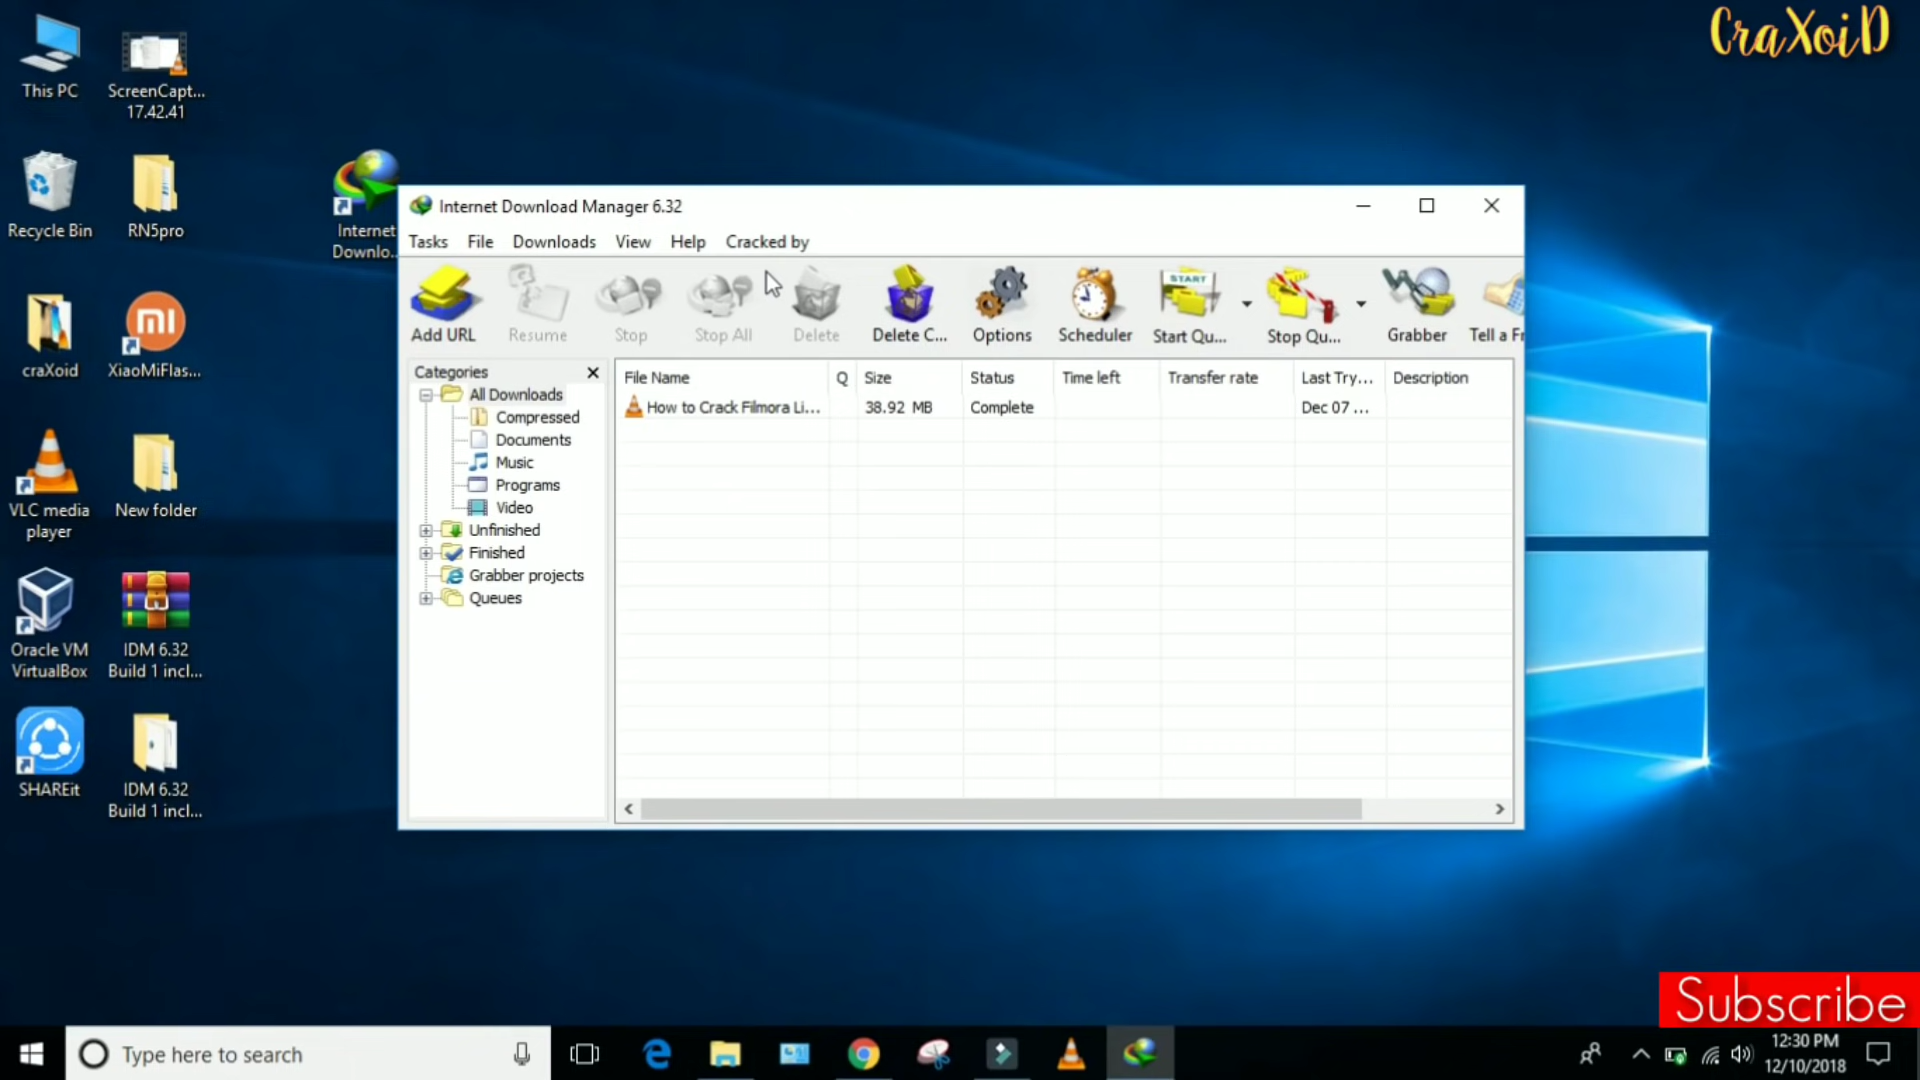 CraXoiD
This PC
ScreenCapt...
17.42.41
Recycle Bin
RN5pro
Internet
Downlo...
craXoid
XiaoMiFlas...
VLC media
player
New folder
Oracle VM
VirtualBox
IDM 6.32
Build 1 incl...
SHAREit
IDM 6.32
Build 1 incl...
Internet Download Manager 6.32
Tasks File Downloads View Help Cracked by
START
Add URL Resume Stop Stop All Delete Delete C... Options Scheduler Start Qu... Stop Qu... Grabber Tell a Fr
Categories
All Downloads
Compressed
Documents
Music
Programs
Video
Unfinished
Finished
Grabber projects
Queues
File Name Q Size Status Time left Transfer rate Last Try... Description
How to Crack Filmora Li... 38.92 MB Complete Dec 07 ...
Subscribe
Type here to search
12:30 PM
12/10/2018